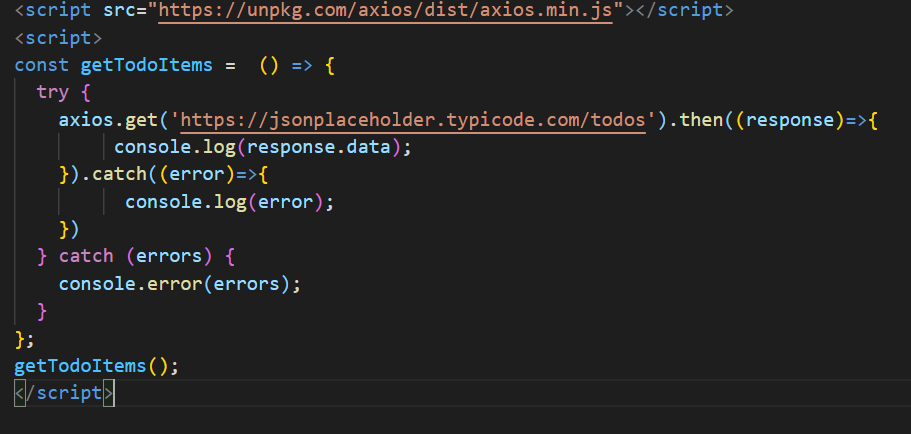 <script src="https://unpkg.com/axios/dist/axios.min.js"></script>
<script>
const getTodoItems =  () => {
  try {
    axios.get('https://jsonplaceholder.typicode.com/todos').then((response)=>{
         console.log(response.data);
    }).catch((error)=>{
          console.log(error);
    })
  } catch (errors) {
    console.error(errors);
  }
};
getTodoItems();
</script>